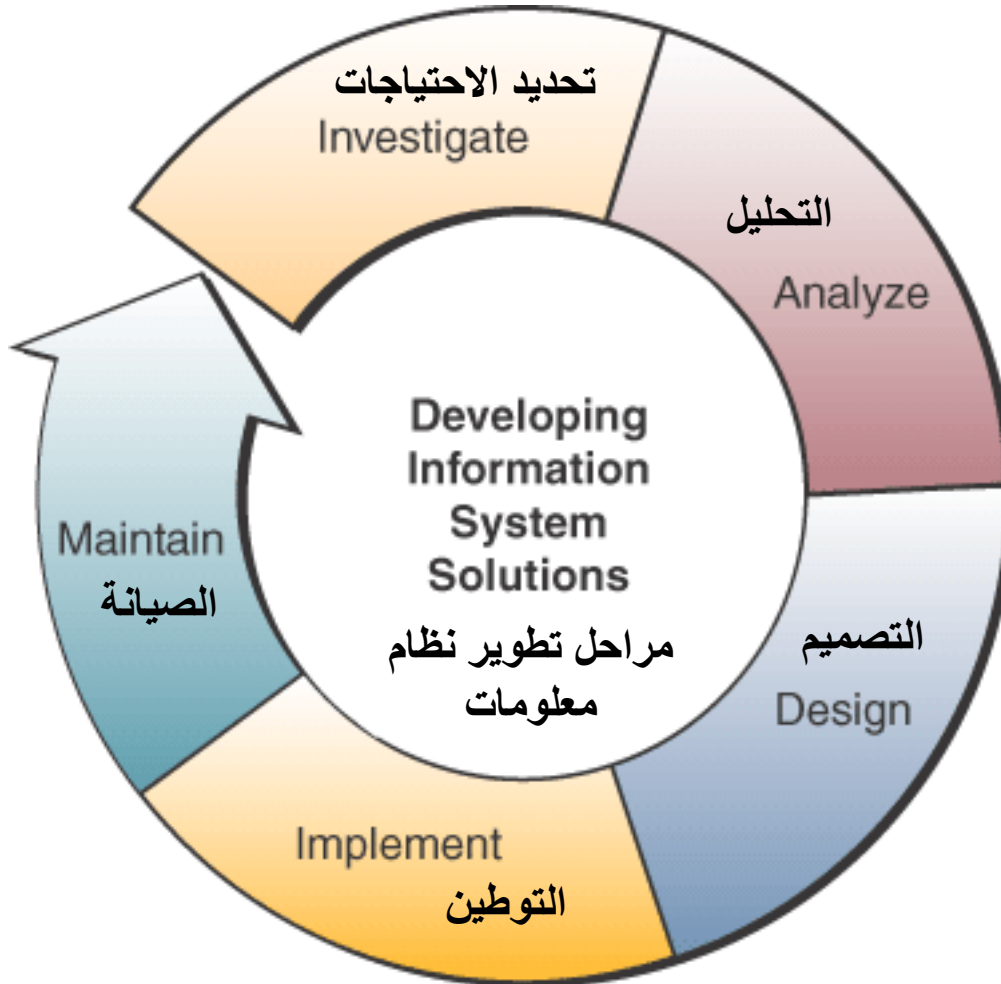 تحديد الاحتياجات
Investigate
التحليل
Analyze
التصميم
Design
Implement
التوطين
Maintain
الصيانة
Developing
Information
System
Solutions
مراحل تطوير نظام
معلومات